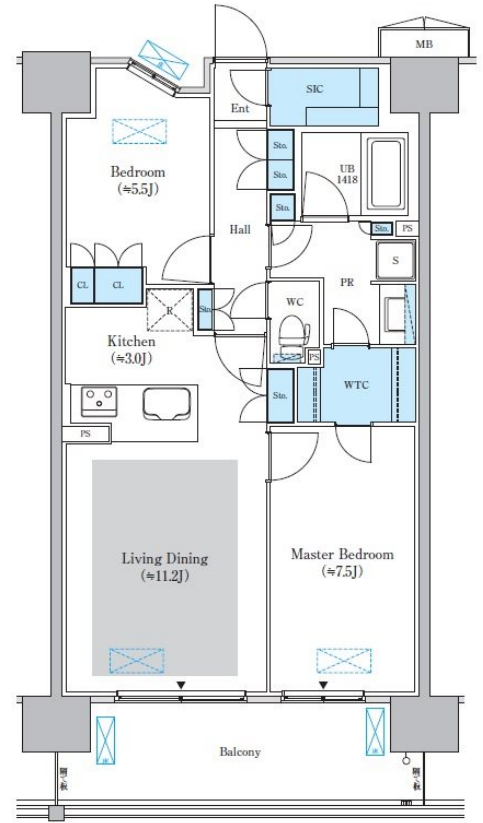 MB
SIC
Ent
Sto.
Sto.
UB
1418
Bedroom
(≒5.5J)
Sto.
Hall
Sto.
PS
S
PR
CL
CL
WC
R
Sto.
Kitchen
(≒3.0J)
PS
WTC
Sto.
PS
Living Dining
(≒11.2J)
Master Bedroom
(≒7.5J)
Balcony